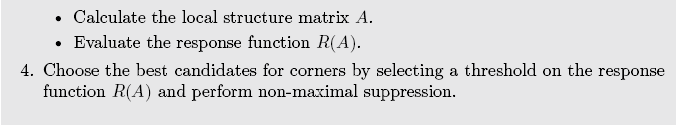 • Calculate the local structure matrix A.
• Evaluate the response function R(A).
4. Choose the best candidates for corners by selecting a threshold on the response
function R(A) and perform non-maximal suppression.